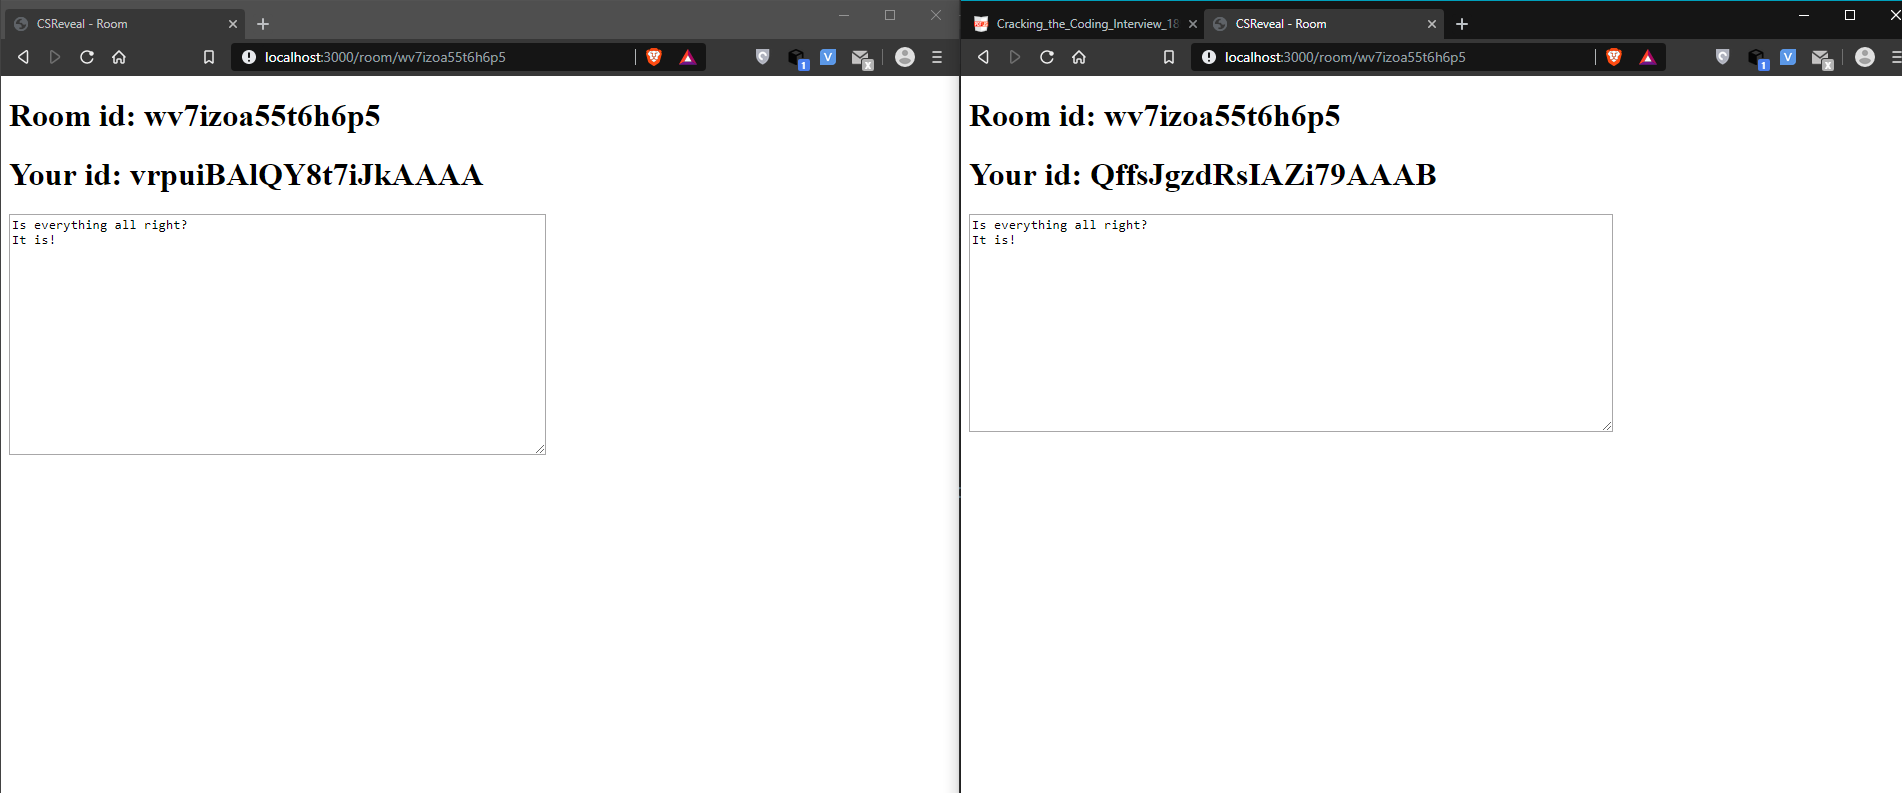 CSReveal - Room
localhost:3000/room/wv7izoa55t6h6p5
1
V
x
Room id: wv7izoa55t6h6p5
Your id: vrpuiBAlQY8t7iJkAAAA
Is everything all right?
It is!
Cracking_the_Coding_Interview_18
CSReveal - Room
localhost:3000/room/wv7izoa55t6h6p5
1
V
x
Room id: wv7izoa55t6h6p5
Your id: QffsJgzdRsIAZi79AAAB
Is everything all right?
It is!